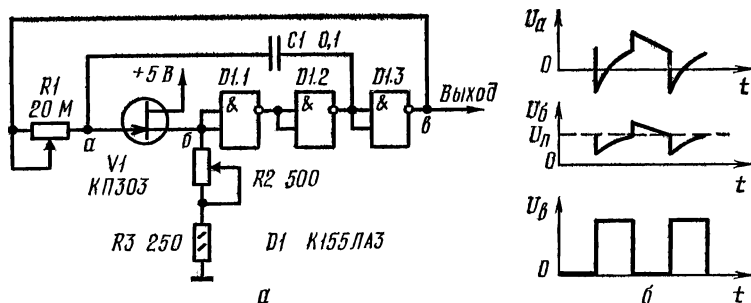 C1 0,1
R1
20 М
+5 В
D1.1
D1.2
D1.3
&
&
&
Выход
а
б
в
V1
КП303
R2 500
R3 250
D1 К155ЛА3
а
Uа
0
t
Uб
Uп
0
t
Uв
0
t
б